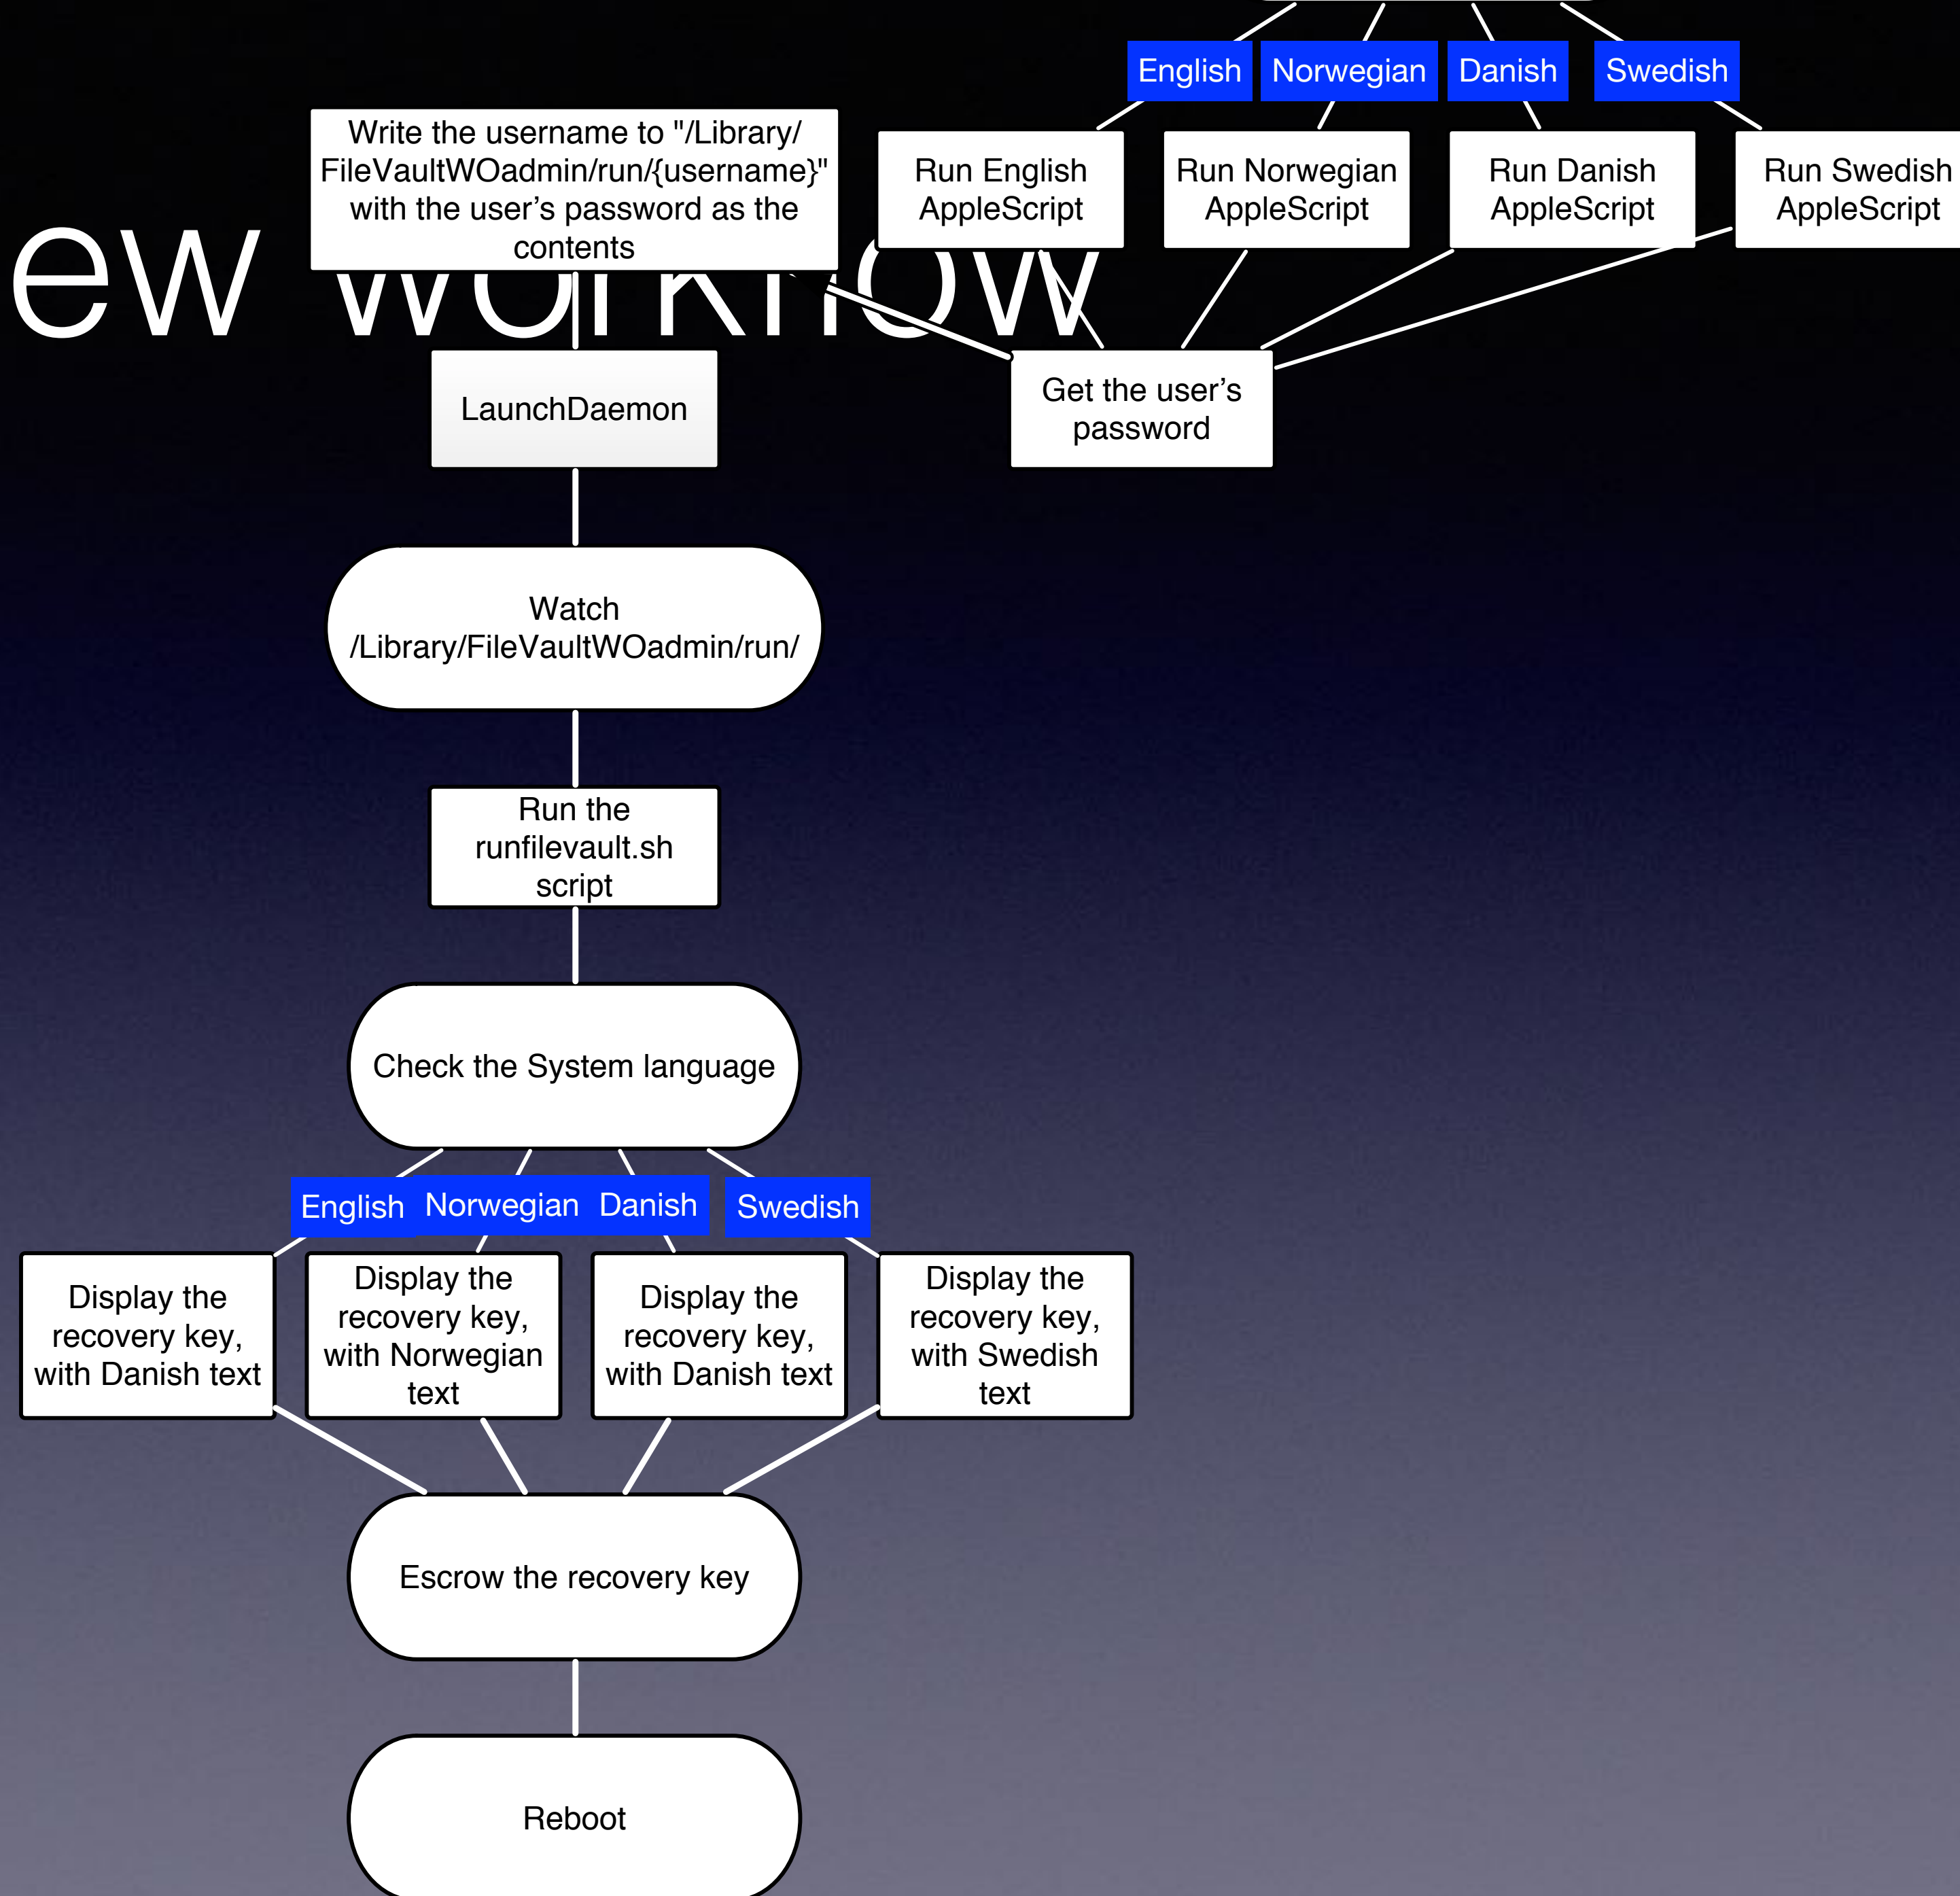 English Norwegian Danish Swedish
Write the username to "/Library/
FileVaultWOadmin/run/{username}"
with the user’s password as the
contents
Run English
AppleScript
Run Norwegian
AppleScript
Run Danish
AppleScript
Run Swedish
AppleScript
ew workflow
LaunchDaemon
Get the user’s
password
Watch
/Library/FileVaultWOadmin/run/
Run the
runfilevault.sh
script
Check the System language
English Norwegian Danish Swedish
Display the
recovery key,
with Danish text
Display the
recovery key,
with Norwegian
text
Display the
recovery key,
with Danish text
Display the
recovery key,
with Swedish
text
Escrow the recovery key
Reboot